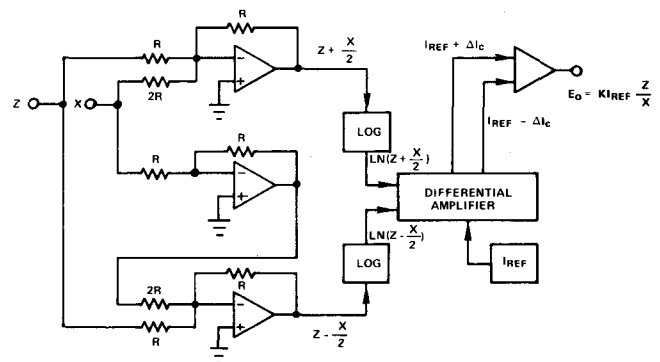 R
R
Z + X/2
2R
Z
X
LOG
LN(Z + X/2)
R
R
I_REF + ΔI_C
I_REF − ΔI_C
E_O = KI_REF Z/X
DIFFERENTIAL
AMPLIFIER
I_REF
LN(Z − X/2)
LOG
2R
R
R
Z − X/2
−
+
−
+
−
+